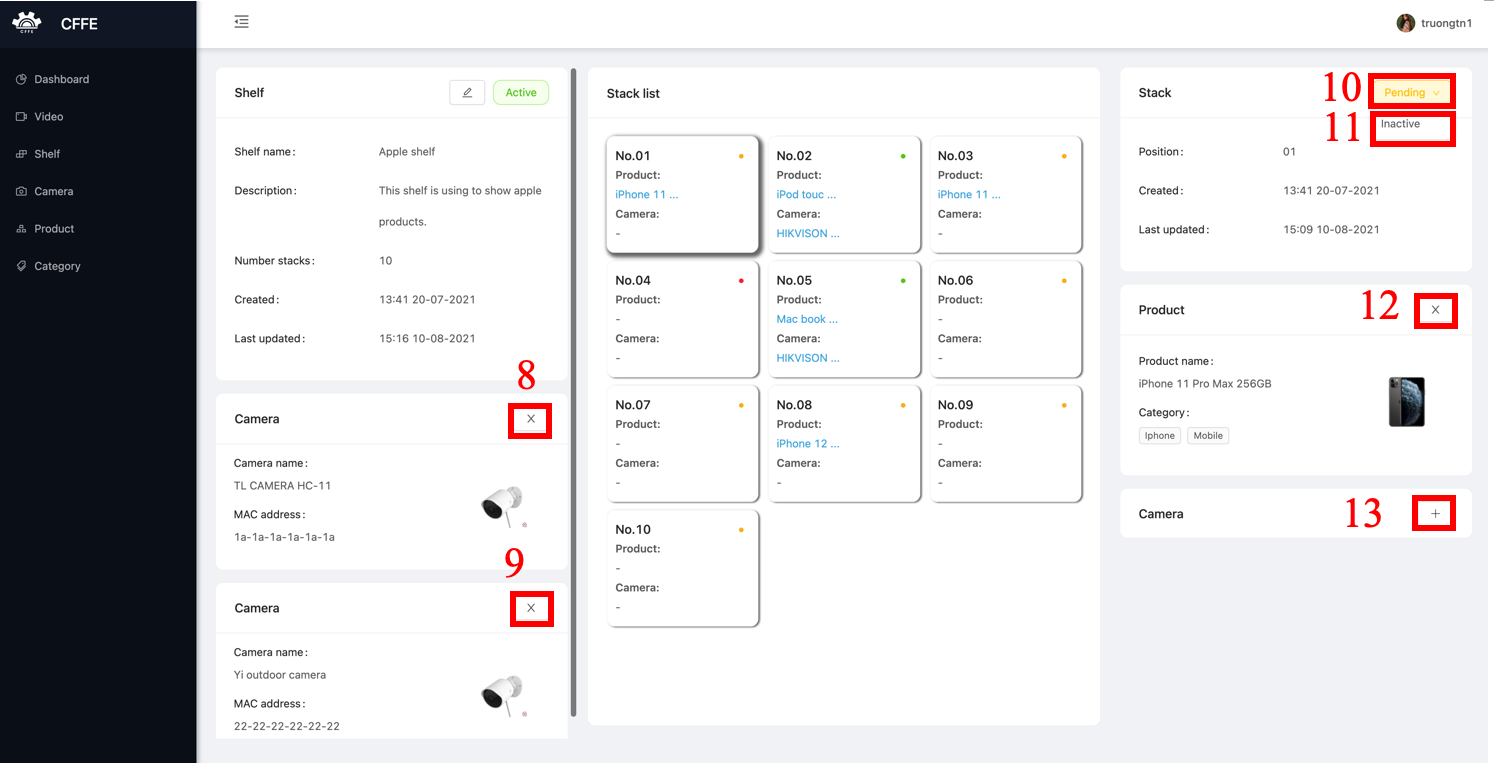 CFFE
CFFE
truongtn1
Dashboard
Video
Shelf
Camera
Product
Category
Shelf
Active
Shelf name:
Apple shelf
Description:
This shelf is using to show apple
products.
Number stacks:
10
Created:
13:41 20-07-2021
Last updated:
15:16 10-08-2021
8
Camera
X
Camera name:
TL CAMERA HC-11
MAC address:
1a-1a-1a-1a-1a-1a
9
Camera
X
Camera name:
Yi outdoor camera
MAC address:
22-22-22-22-22-22
Stack list
No.01
Product:
iPhone 11 ...
Camera:
-
No.02
Product:
iPod touc ...
Camera:
HIKVISON ...
No.03
Product:
iPhone 11 ...
Camera:
-
No.04
Product:
-
Camera:
-
No.05
Product:
Mac book ...
Camera:
HIKVISON ...
No.06
Product:
-
Camera:
-
No.07
Product:
-
Camera:
-
No.08
Product:
iPhone 12 ...
Camera:
-
No.09
Product:
-
Camera:
-
No.10
Product:
-
Camera:
-
Stack
10
Pending
11
Inactive
Position:
01
Created:
13:41 20-07-2021
Last updated:
15:09 10-08-2021
Product
12
X
Product name:
iPhone 11 Pro Max 256GB
Category:
Iphone
Mobile
Camera
13
+